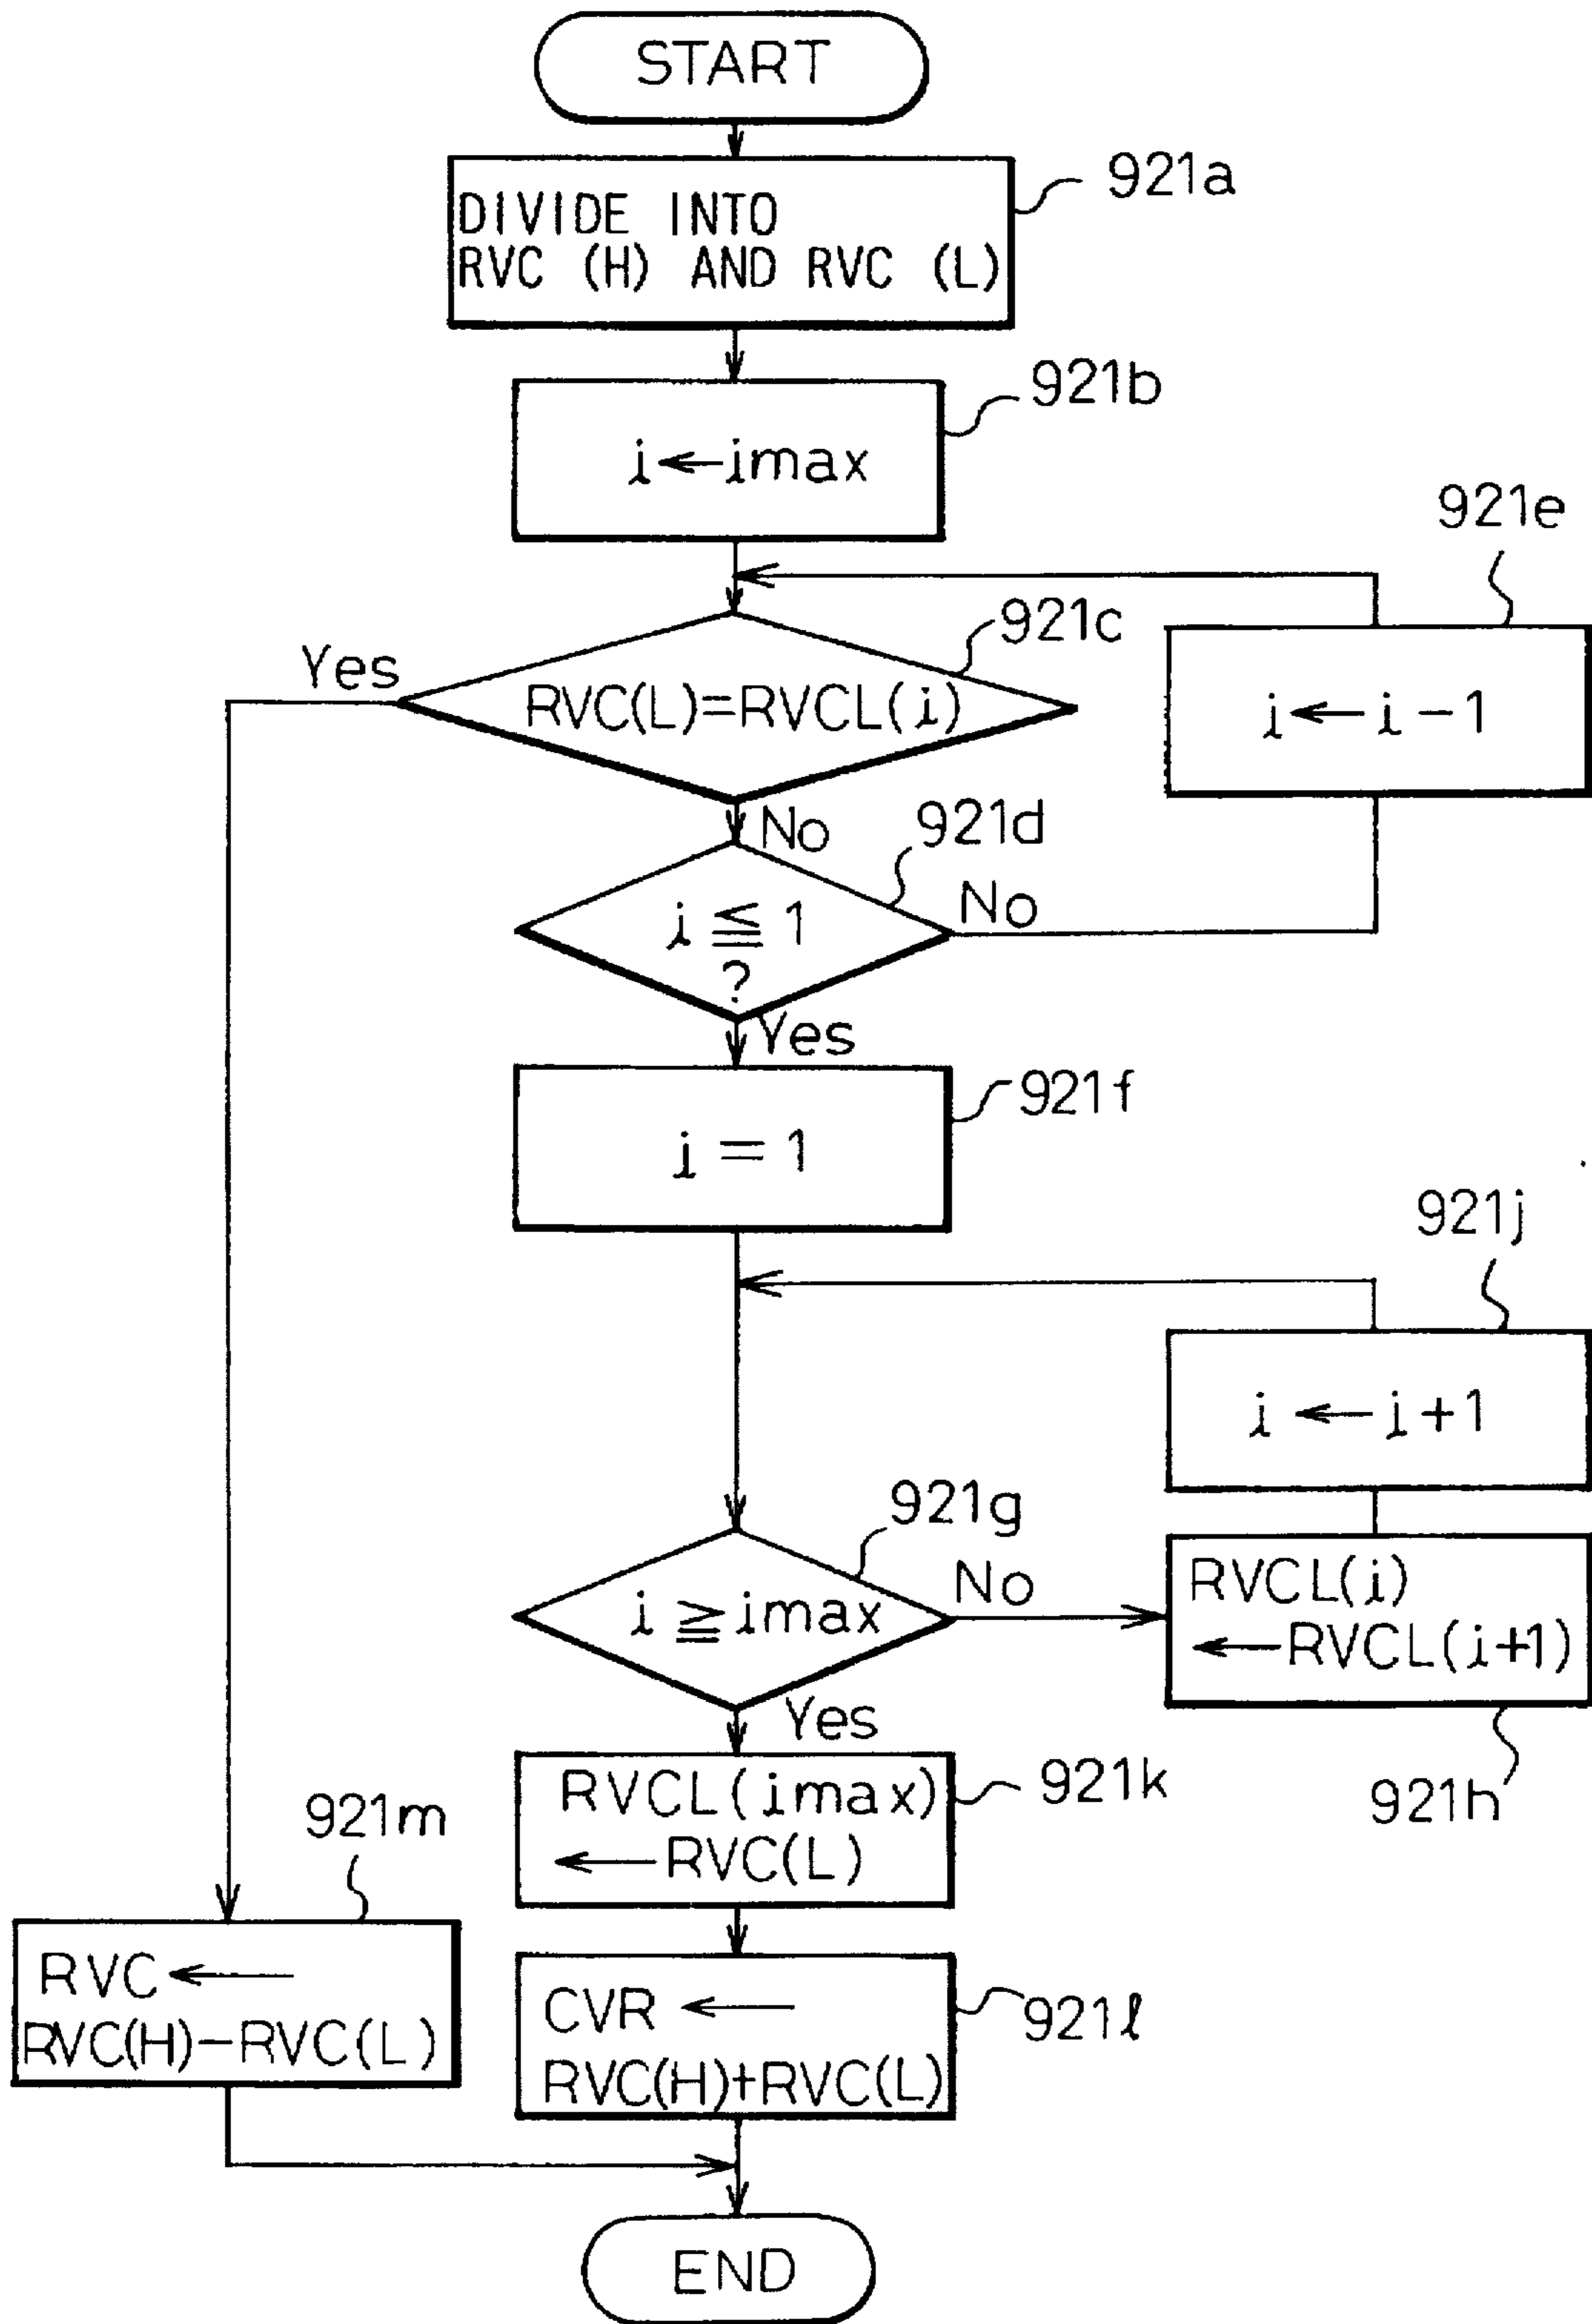 START
921a
DIVIDE INTO
RVC (H) AND RVC (L)
921b
i←imax
921e
921c
Yes
RVC(L)=RVCL(i)
i←i-1
No
921d
No
i≦1
?
Yes
921f
i=1
921j
i←i+1
921g
No
i≧imax
RVCL(i)
←RVCL(i+1)
Yes
921h
RVCL(imax)
←RVC(L)
921k
921m
RVC←
RVC(H)-RVC(L)
CVR←
RVC(H)+RVC(L)
921ℓ
END